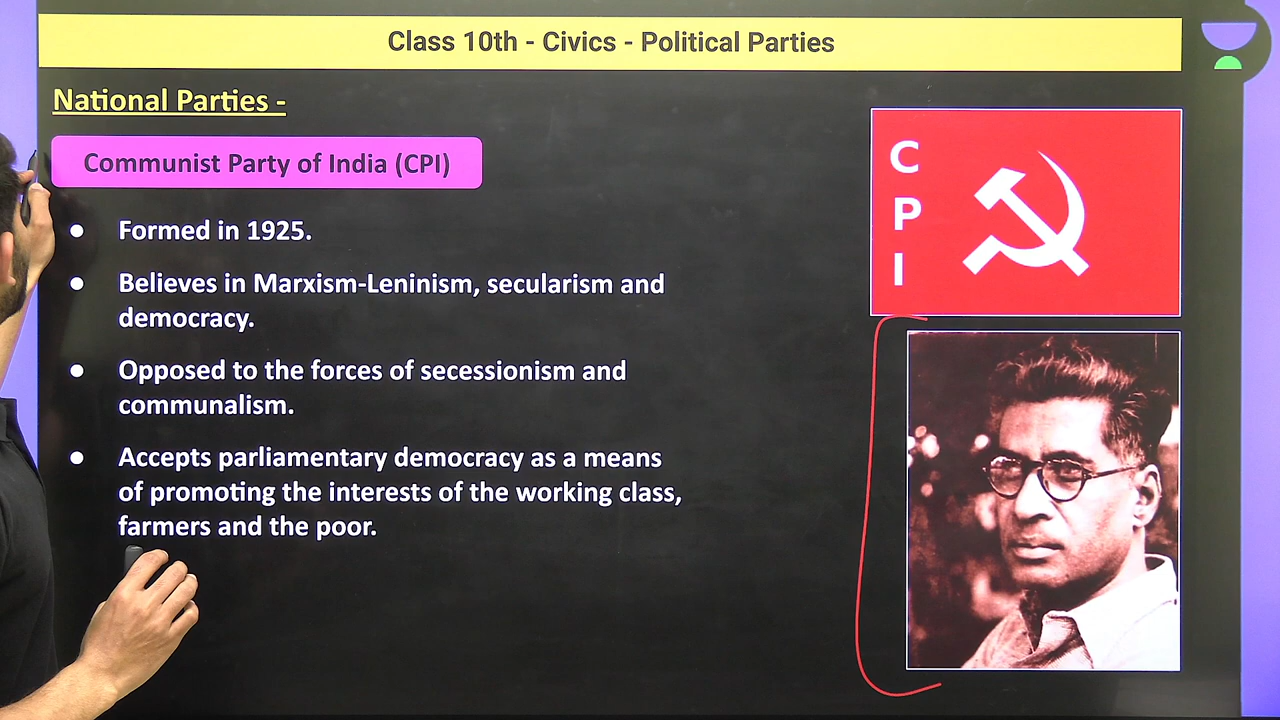 Class 10th - Civics - Political Parties
National Parties -
Communist Party of India (CPI)
● Formed in 1925.
● Believes in Marxism-Leninism, secularism and
democracy.
● Opposed to the forces of secessionism and
communalism.
● Accepts parliamentary democracy as a means
of promoting the interests of the working class,
farmers and the poor.
C
P
I